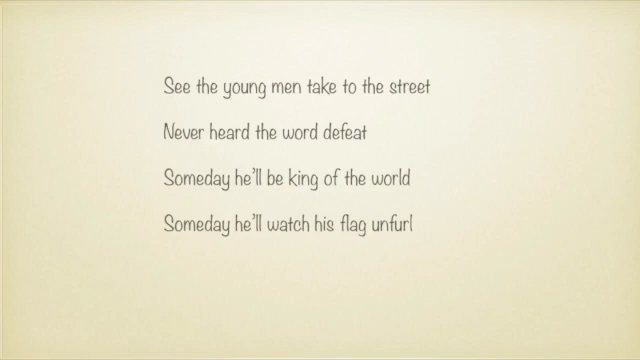 See the young men take to the street
Never heard the word defeat
Someday he'll be king of the world
Someday he'll watch his flag unfurl